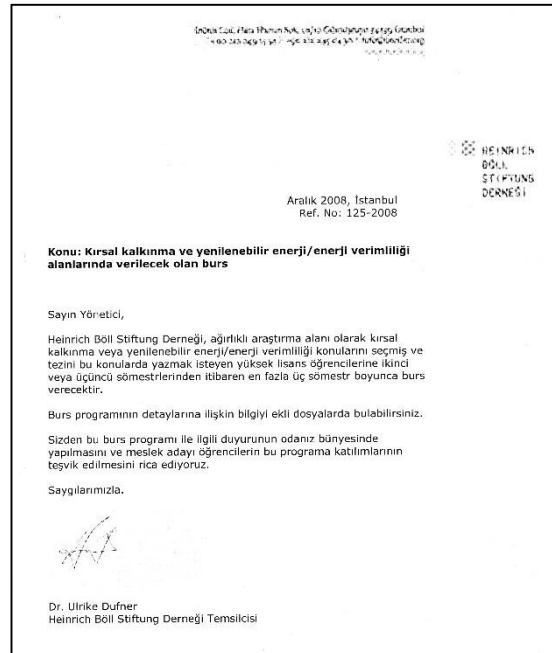 HEINRICH
BÖLL
STIFTUNG
DERNEĞİ
Aralık 2008, İstanbul
Ref. No: 125-2008
Konu: Kırsal kalkınma ve yenilenebilir enerji/enerji verimliliği
alanlarında verilecek olan burs
Sayın Yönetici,
Heinrich Böll Stiftung Derneği, ağırlıklı araştırma alanı olarak kırsal
kalkınma veya yenilenebilir enerji/enerji verimliliği konularını seçmiş ve
tezini bu konularda yazmak isteyen yüksek lisans öğrencilerine ikinci
veya üçüncü sömestrlerinden itibaren en fazla üç sömestr boyunca burs
verecektir.
Burs programının detaylarına ilişkin bilgiyi ekli dosyalarda bulabilirsiniz.
Sizden bu burs programı ile ilgili duyurunun odanız bünyesinde
yapılmasını ve meslek adayı öğrencilerin bu programa katılımlarının
teşvik edilmesini rica ediyoruz.
Saygılarımızla.
Dr. Ulrike Dufner
Heinrich Böll Stiftung Derneği Temsilcisi